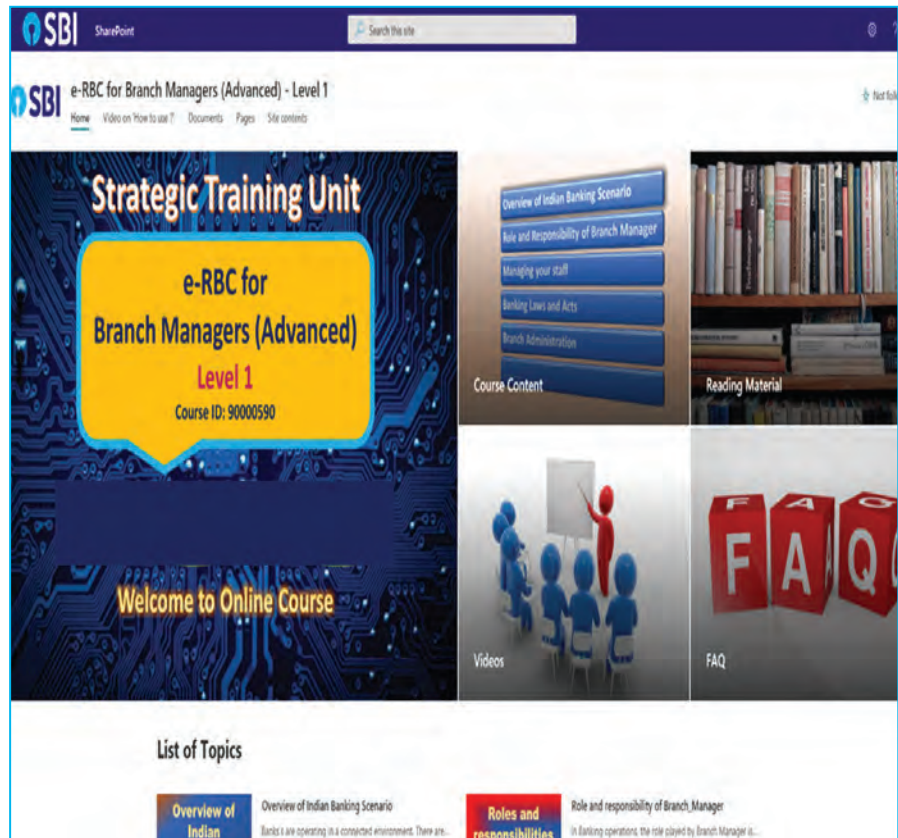 SBI SharePoint Search this site ?
SBI
e-RBC for Branch Managers (Advanced) - Level 1
Not foll
Home Video on 'How to use ?' Documents Pages Site contents
Strategic Training Unit
e-RBC for
Branch Managers (Advanced)
Level 1
Course ID: 90000590
Welcome to Online Course
Overview of Indian Banking Scenario
Role and Responsibility of Branch Manager
Managing your staff
Banking Laws and Acts
Branch Administration
Course Content
Reading Material
Videos
F A Q
FAQ
List of Topics
Overview of
Indian
Overview of Indian Banking Scenario
Banks's are operating in a connected environment. There are...
Roles and
responsibilities
Role and responsibility of Branch_Manager
In Banking operations, the role played by Branch Manager is...